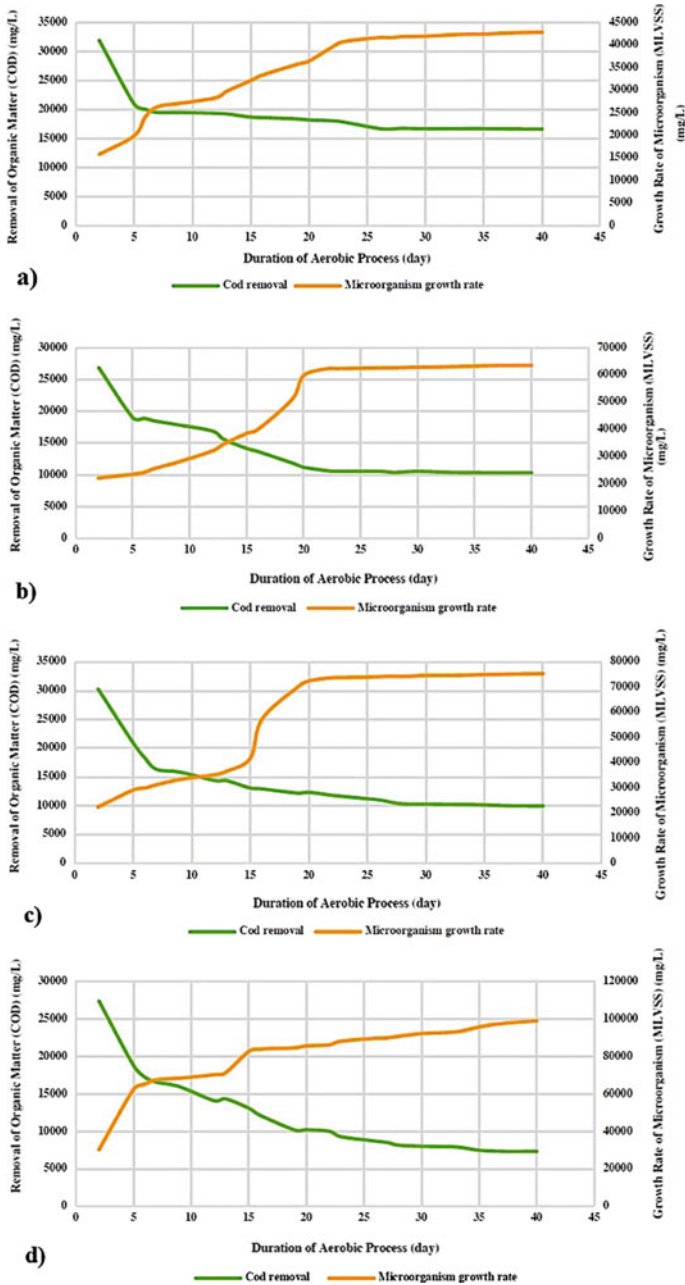 Removal of Organic Matter (COD) (mg/L)
35000
30000
25000
20000
15000
10000
5000
0
45000
40000
35000
30000
25000
20000
15000
10000
5000
0
Growth Rate of Microorganism (MLVSS)
(mg/L)
0 5 10 15 20 25 30 35 40 45
Duration of Aerobic Process (day)
a)
Cod removal Microorganism growth rate
Removal of Organic Matter (COD) (mg/L)
30000
25000
20000
15000
10000
5000
0
70000
60000
50000
40000
30000
20000
10000
0
Growth Rate of Microorganism (MLVSS)
(mg/L)
0 5 10 15 20 25 30 35 40 45
Duration of Aerobic Process (day)
b)
Cod removal Microorganism growth rate
Removal of Organic Matter (COD) (mg/L)
35000
30000
25000
20000
15000
10000
5000
0
80000
70000
60000
50000
40000
30000
20000
10000
0
Growth Rate of Microorganism (MLVSS) (mg/L)
0 5 10 15 20 25 30 35 40 45
Duration of Aerobic Process (day)
c)
Cod removal Microorganism growth rate
Removal of Organic Matter (COD) (mg/L)
30000
25000
20000
15000
10000
5000
0
120000
100000
80000
60000
40000
20000
0
Growth Rate of Microorganism (MLVSS) (mg/L)
0 5 10 15 20 25 30 35 40 45
Duration of Aerobic Process (day)
d)
Cod removal Microorganism growth rate